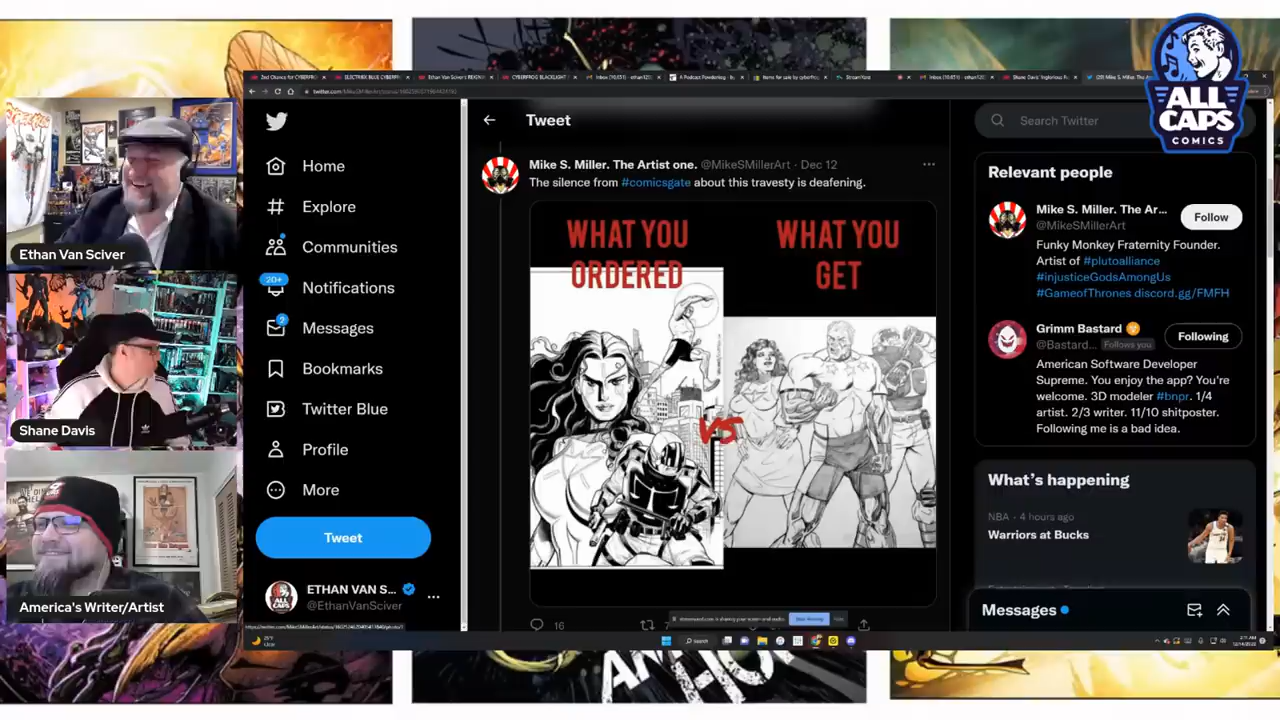 Ethan Van Sciver
Shane Davis
America's Writer/Artist
Home
Explore
Communities
20+
Notifications
2
Messages
Bookmarks
Twitter Blue
Profile
More
Tweet
ETHAN VAN S...
@EthanVanSciver
Tweet
Mike S. Miller. The Artist one. @MikeSMillerArt · Dec 12
The silence from #comicsgate about this travesty is deafening.
WHAT YOU
ORDERED
WHAT YOU
GET
VS
16
Search Twitter
Relevant people
Mike S. Miller. The Ar...
@MikeSMillerArt
Follow
Funky Monkey Fraternity Founder.
Artist of #plutoalliance
#injusticeGodsAmongUs
#GameofThrones discord.gg/FMFH
Grimm Bastard
@Bastard... Follows you
Following
American Software Developer
Supreme. You enjoy the app? You're
welcome. 3D modeler #bnpr. 1/4
artist. 2/3 writer. 11/10 shitposter.
Following me is a bad idea.
What's happening
NBA · 4 hours ago
Warriors at Bucks
Messages
ALL
CAPS
COMICS